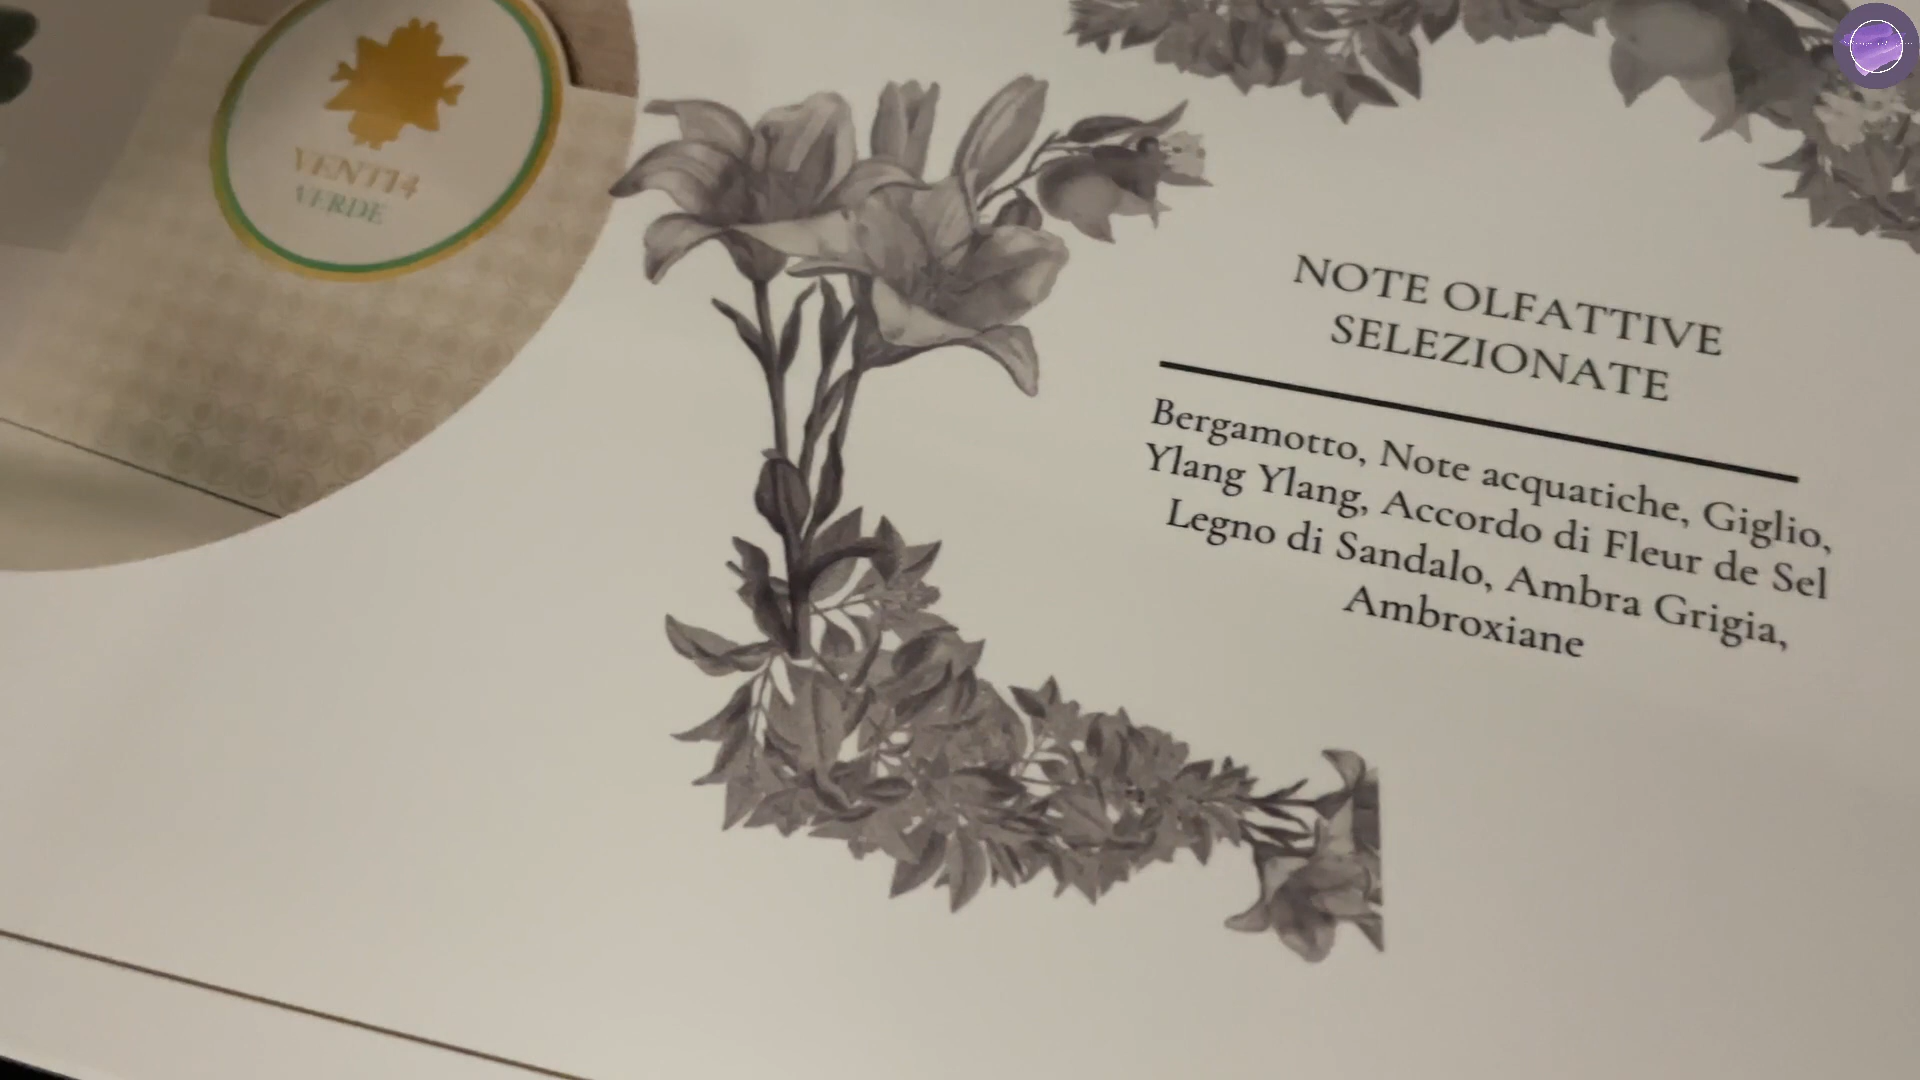 VENTI4
VERDE
NOTE OLFATTIVE
SELEZIONATE
Bergamotto, Note acquatiche, Giglio,
Ylang Ylang, Accordo di Fleur de Sel
Legno di Sandalo, Ambra Grigia,
Ambroxiane